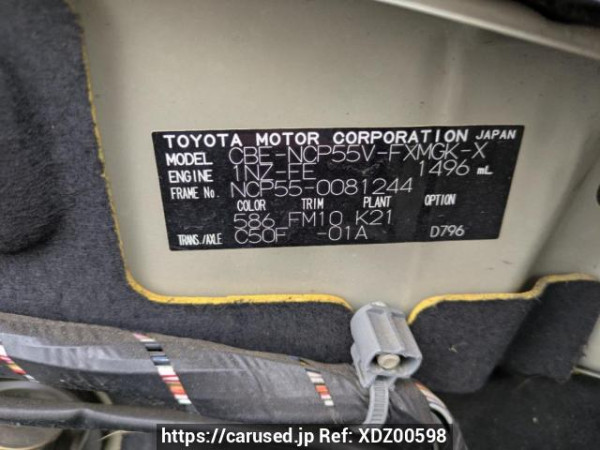 TOYOTA MOTOR CORPORATION JAPAN
MODEL CBE-NCP55V-FXMGK-X
ENGINE 1NZ-FE 1496 mL
FRAME NO. NCP55-0081244
COLOR TRIM PLANT OPTION
586 FM10 K21
TRANS./AXLE C50F -01A D796
https://carused.jp Ref: XDZ00598